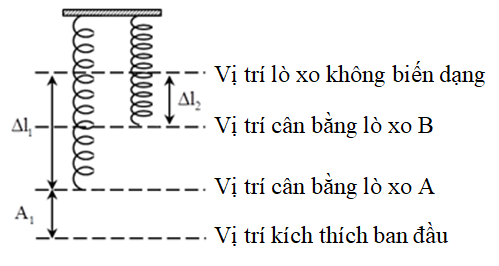 Vị trí lò xo không biến dạng
Δl₁
Δl₂
Vị trí cân bằng lò xo B
Vị trí cân bằng lò xo A
A₁
Vị trí kích thích ban đầu